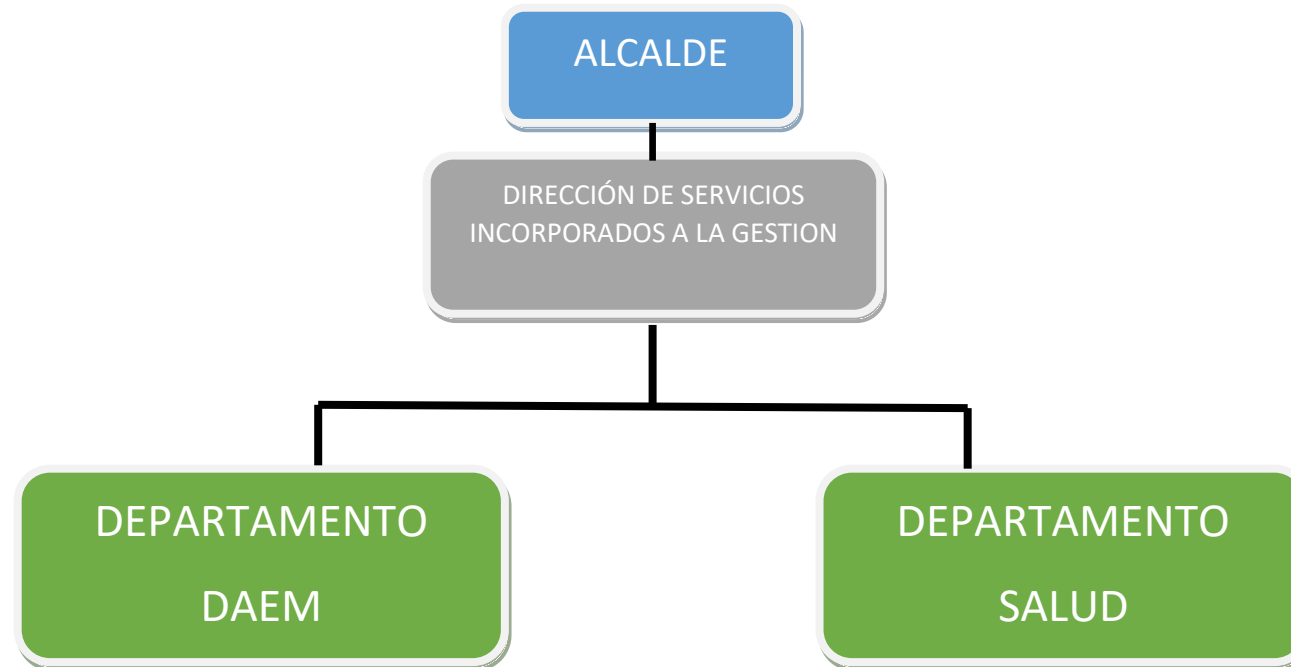 ALCALDE
DIRECCIÓN DE SERVICIOS
INCORPORADOS A LA GESTION
DEPARTAMENTO
DAEM
DEPARTAMENTO
SALUD